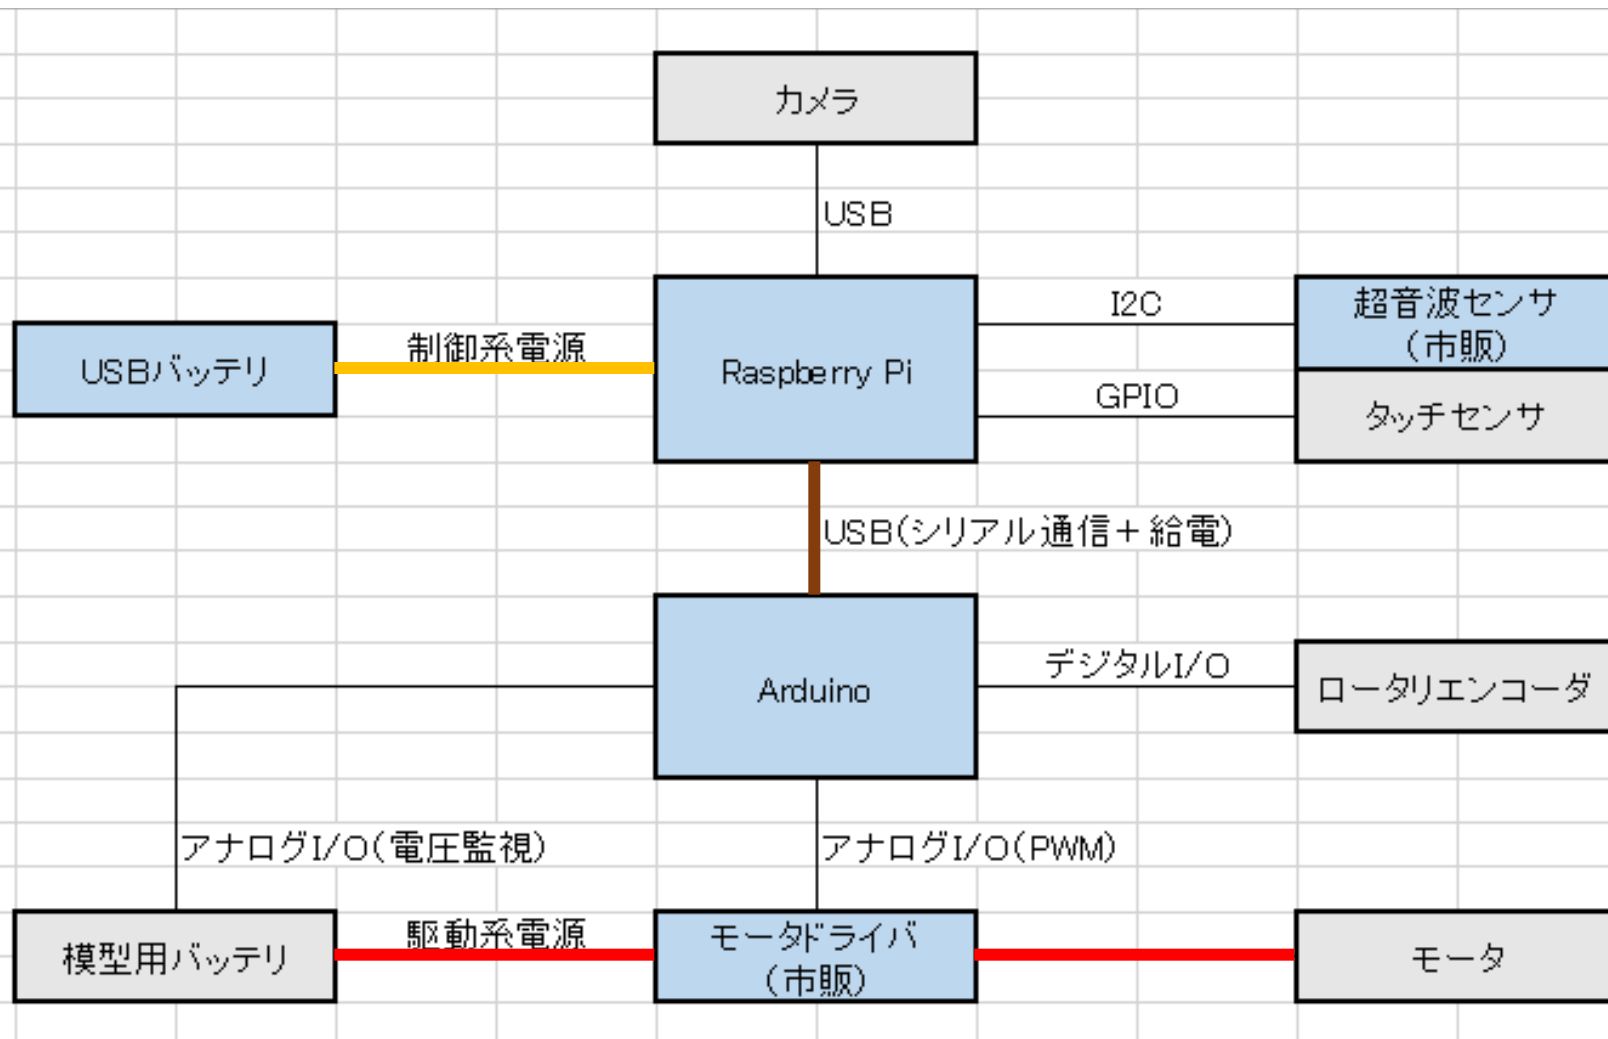 カメラ
USB
I2C
超音波センサ
(市販)
制御系電源
USBバッテリ
Raspberry Pi
GPIO
タッチセンサ
USB(シリアル通信＋給電)
デジタルI/O
Arduino
ロータリエンコーダ
アナログI/O(電圧監視)
アナログI/O(PWM)
駆動系電源
模型用バッテリ
モータドライバ
(市販)
モータ